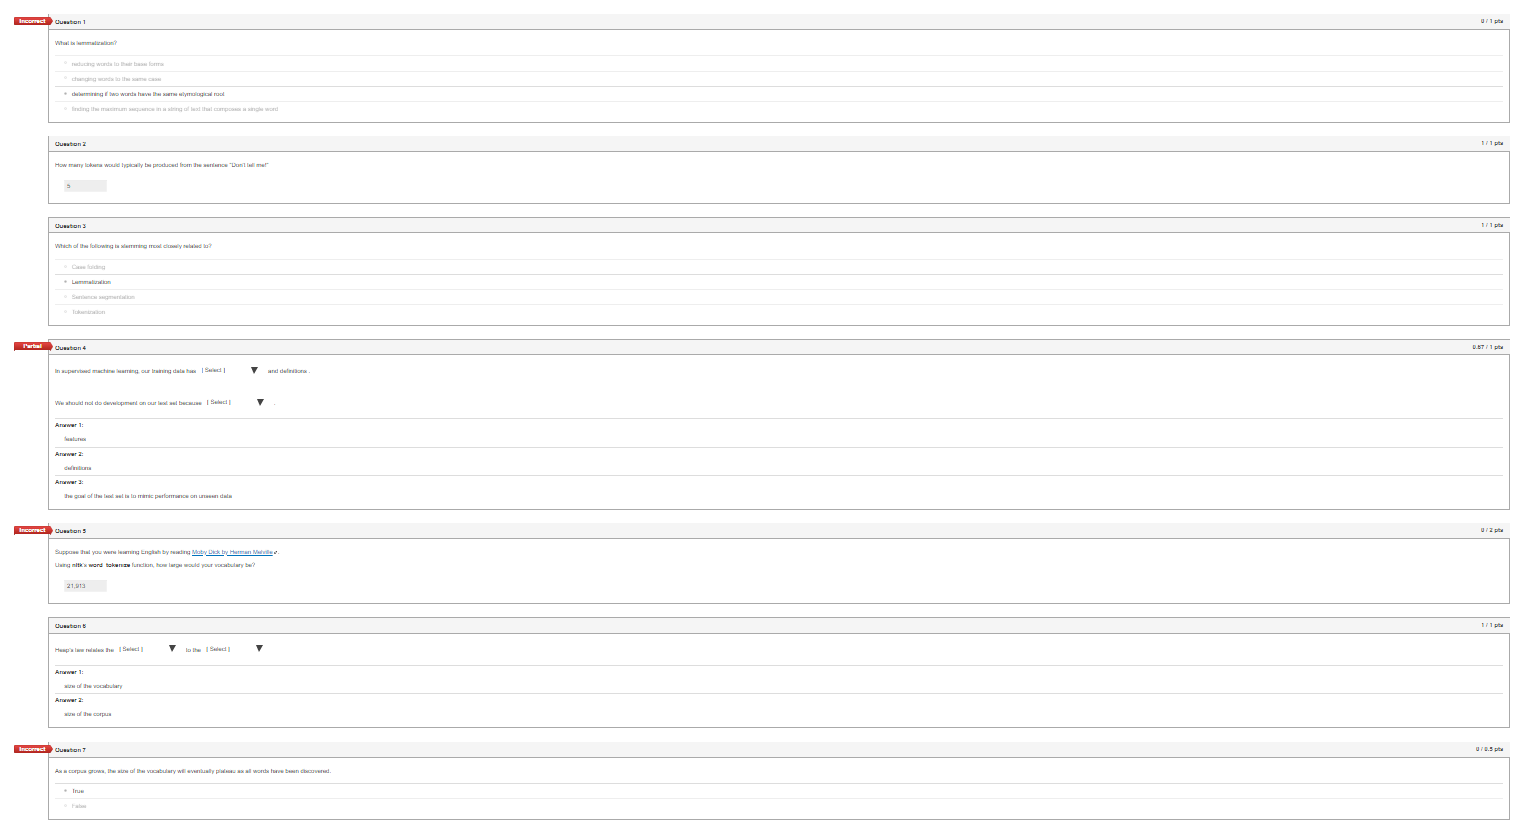 Incorrect Question 1 0 / 1 pts
What is lemmatization?
reducing words to their base forms
changing words to the same case
determining if two words have the same etymological root
finding the maximum sequence in a string of text that composes a single word
Question 2 1 / 1 pts
How many tokens would typically be produced from the sentence "Don't tell me!"
5
Question 3 1 / 1 pts
Which of the following is stemming most closely related to?
Case folding
Lemmatization
Sentence segmentation
Tokenization
Partial Question 4 0.67 / 1 pts
In supervised machine learning, our training data has [ Select ] and definitions .
We should not do development on our test set because [ Select ] .
Answer 1:
features
Answer 2:
definitions
Answer 3:
the goal of the test set is to mimic performance on unseen data
Incorrect Question 5 0 / 2 pts
Suppose that you were learning English by reading Moby Dick by Herman Melville.
Using nltk's word_tokenize function, how large would your vocabulary be?
21,913
Question 6 1 / 1 pts
Heap's law relates the [ Select ] to the [ Select ]
Answer 1:
size of the vocabulary
Answer 2:
size of the corpus
Incorrect Question 7 0 / 0.5 pts
As a corpus grows, the size of the vocabulary will eventually plateau as all words have been discovered.
True
False